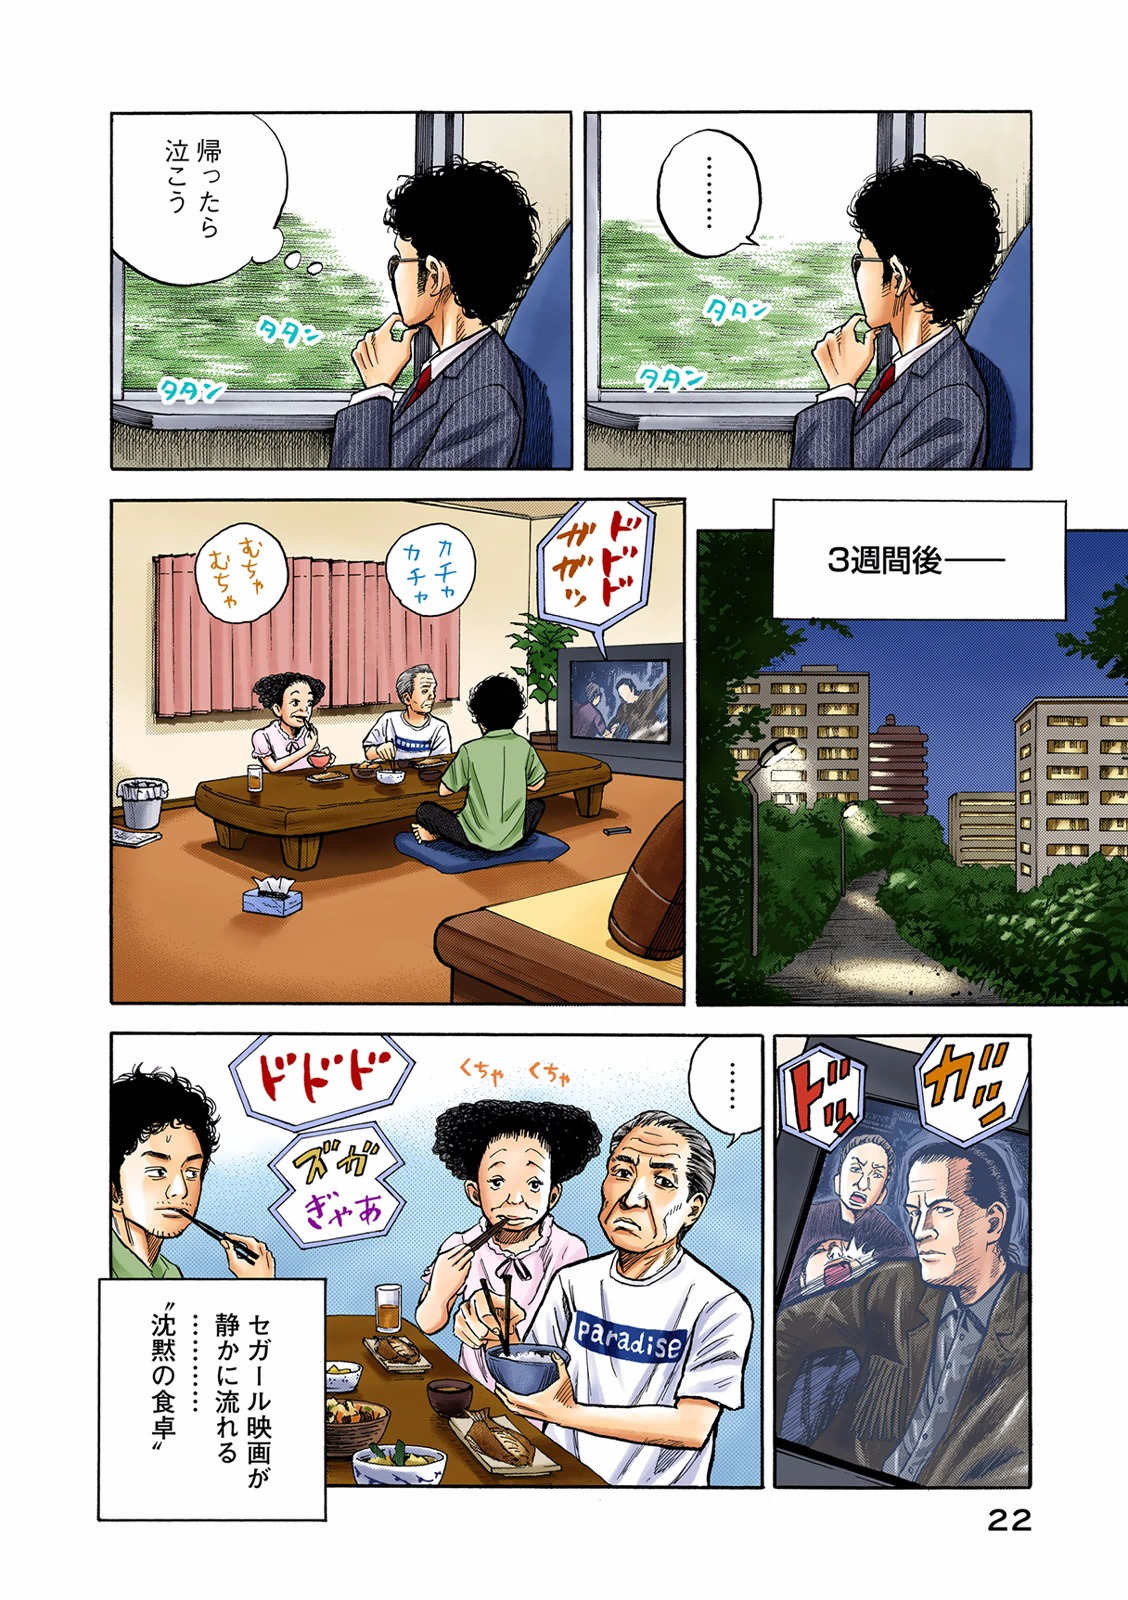 ………
タタン
タタン
帰ったら
泣こう
タタン
タタン
3週間後――
ドドド
ガガッ
カチャ
カチャ
むちゃ
むちゃ
ガッ
ドッ
……
くちゃ
くちゃ
paradise
ドドド
ズガ
ぎゃあ
セガール映画が
静かに流れる
…………
〝沈黙の食卓〟
22